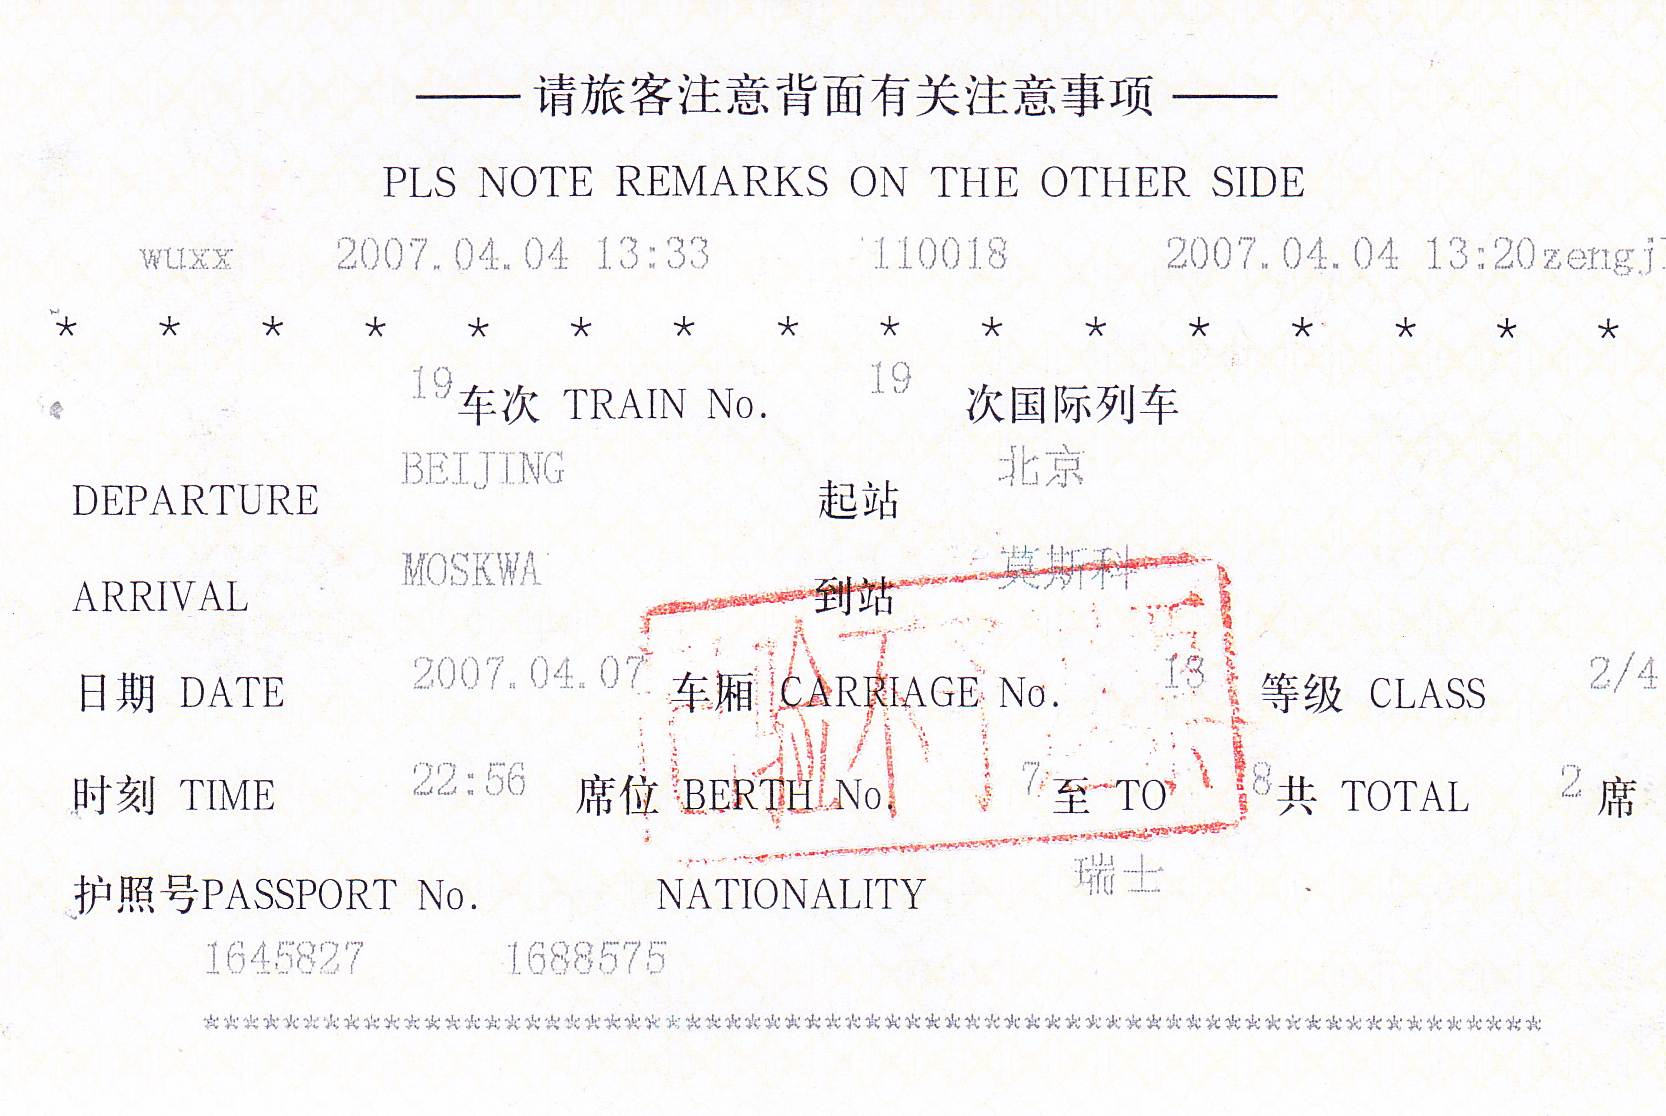 ——请旅客注意背面有关注意事项——
PLS NOTE REMARKS ON THE OTHER SIDE
wuxx 2007.04.04 13:33 110018 2007.04.04 13:20zengjl
* * * * * * * * * * * * * * * *
19车次 TRAIN No. 19 次国际列车
DEPARTURE BEIJING 起站 北京
ARRIVAL MOSKWA 到站 莫斯科
日期 DATE 2007.04.07 车厢 CARRIAGE No. 13 等级 CLASS 2/4
时刻 TIME 22:56 席位 BERTH No. 7至 TO 8共 TOTAL 2 席
护照号PASSPORT No. NATIONALITY 瑞士
1645827 1688575
*******************************************************************